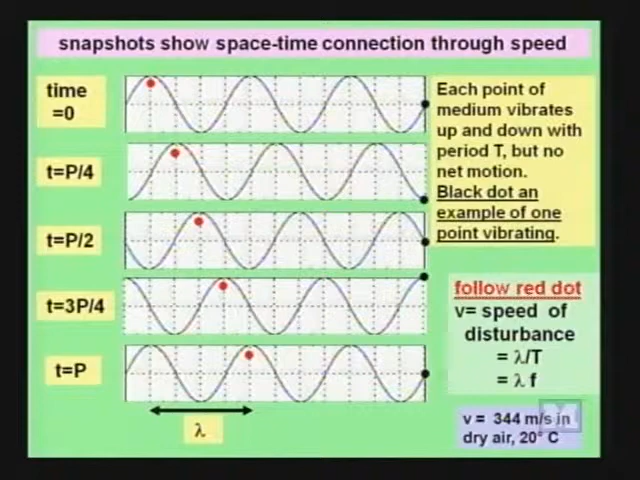 snapshots show space-time connection through speed
time
=0
t=P/4
t=P/2
t=3P/4
t=P
λ
Each point of
medium vibrates
up and down with
period T, but no
net motion.
Black dot an
example of one
point vibrating.
follow red dot
v= speed of
disturbance
= λ/T
= λ f
v = 344 m/s in
dry air, 20° C